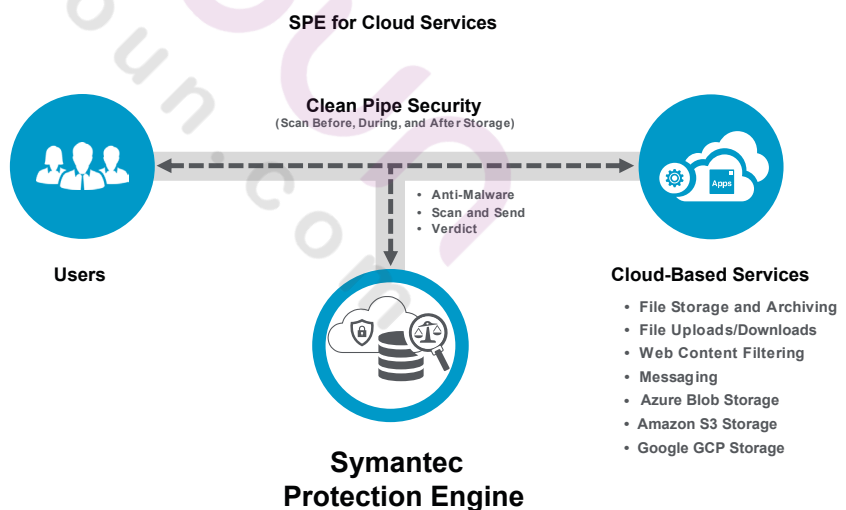 SPE for Cloud Services
Clean Pipe Security
(Scan Before, During, and After Storage)
• Anti-Malware
• Scan and Send
• Verdict
Apps
Users
Cloud-Based Services
• File Storage and Archiving
• File Uploads/Downloads
• Web Content Filtering
• Messaging
• Azure Blob Storage
• Amazon S3 Storage
• Google GCP Storage
Symantec
Protection Engine
oun.com